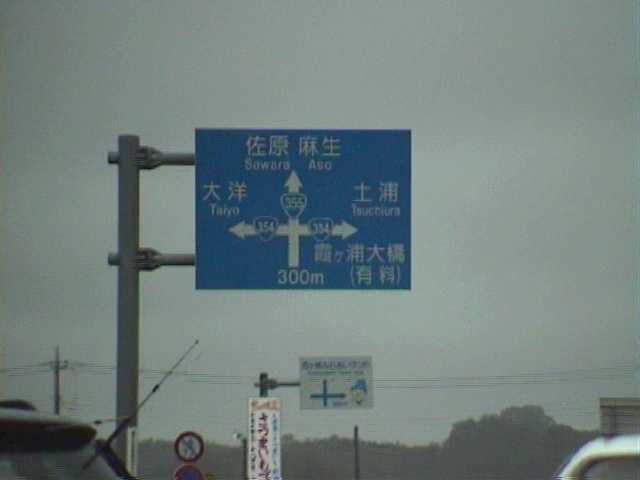 佐原 麻生
Sawara Aso
大洋
Taiyo
土浦
Tsuchiura
355
354
354
霞ヶ浦大橋
(有料)
300m